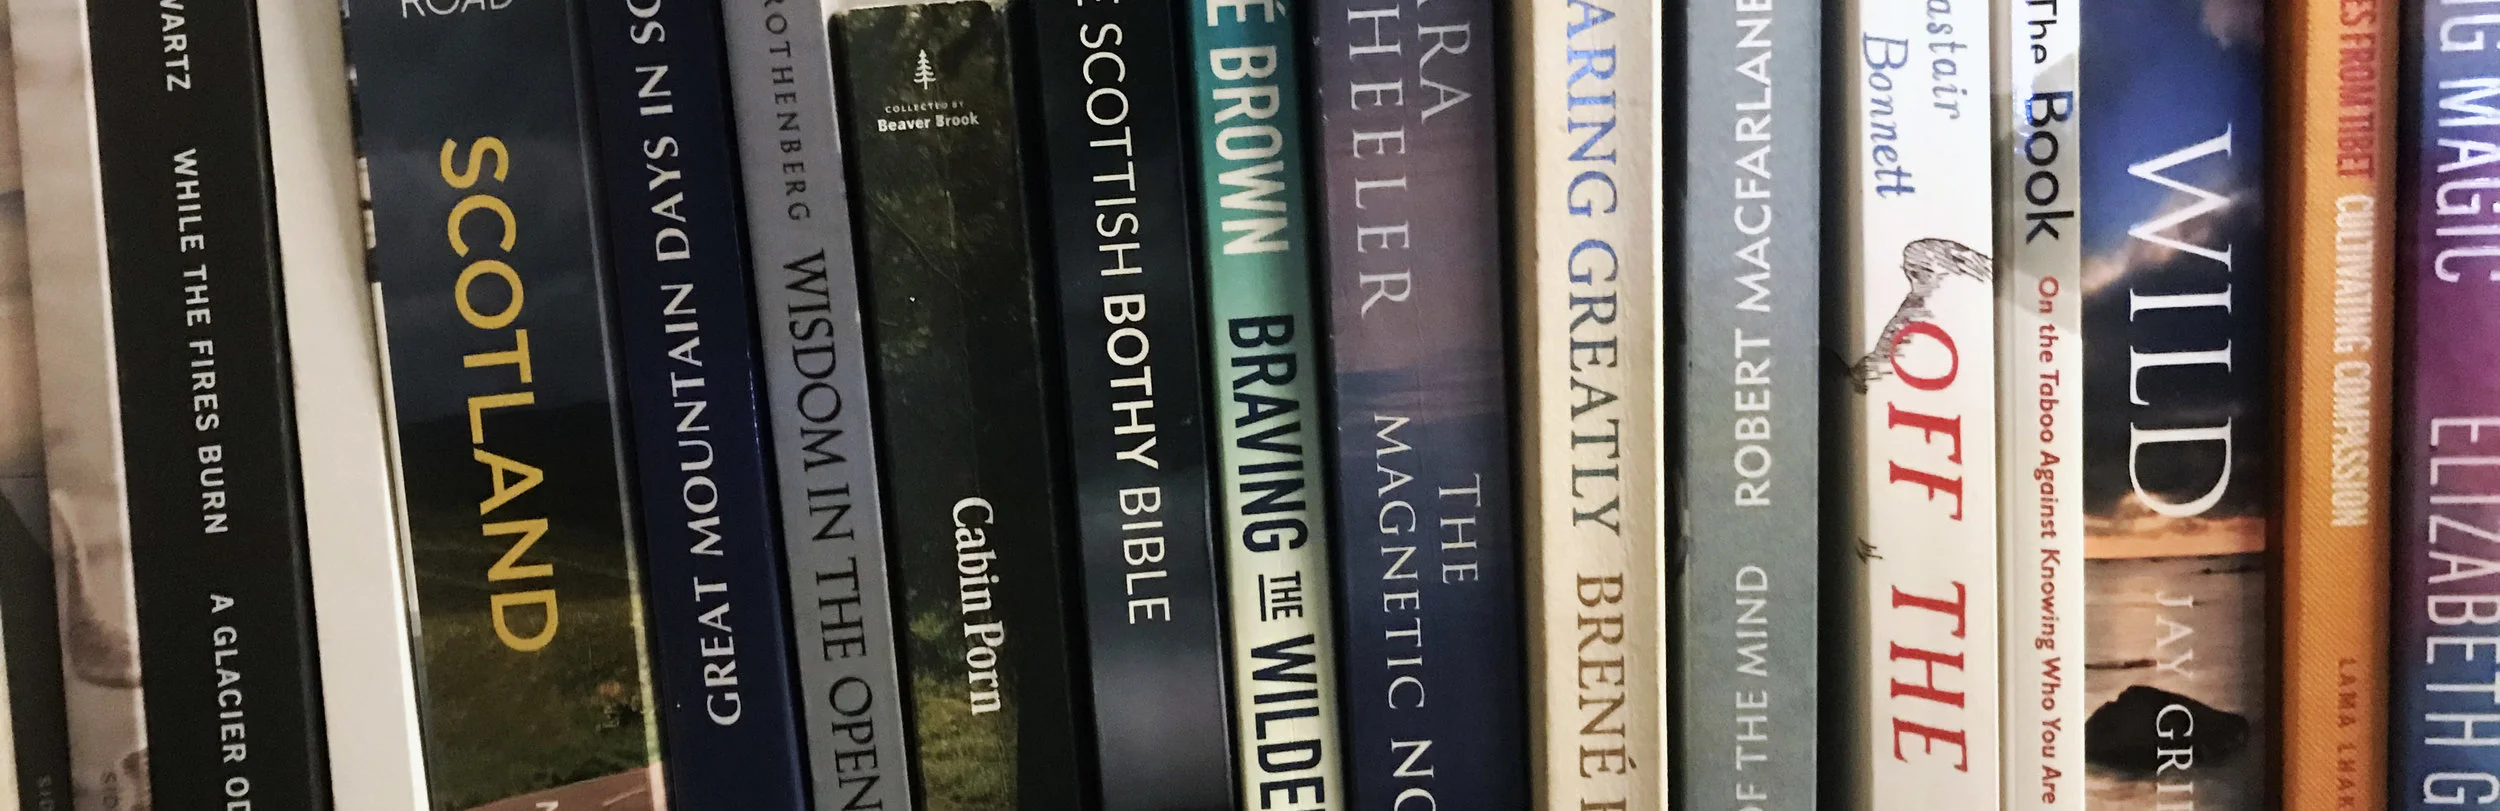 WARTZ WHILE THE FIRES BURN A GLACIER OD
ROAD
SCOTLAND
GREAT MOUNTAIN DAYS IN SCO
ROTHENBERG WISDOM IN THE OPEN
COLLECTED BY
Beaver Brook
Cabin Porn
E SCOTTISH BOTHY BIBLE
É BROWN BRAVING THE WILDE
RA
HEELER
THE
MAGNETIC NO
ARING GREATLY BRENÉ
OF THE MIND ROBERT MACFARLANE
astair
Bonnett
OFF THE
The Book On the Taboo Against Knowing Who You Are
WILD JAY GRI
ES FROM TIBET CULTIVATING COMPASSION LAMA LHA
IG MAGIC ELIZABETH G